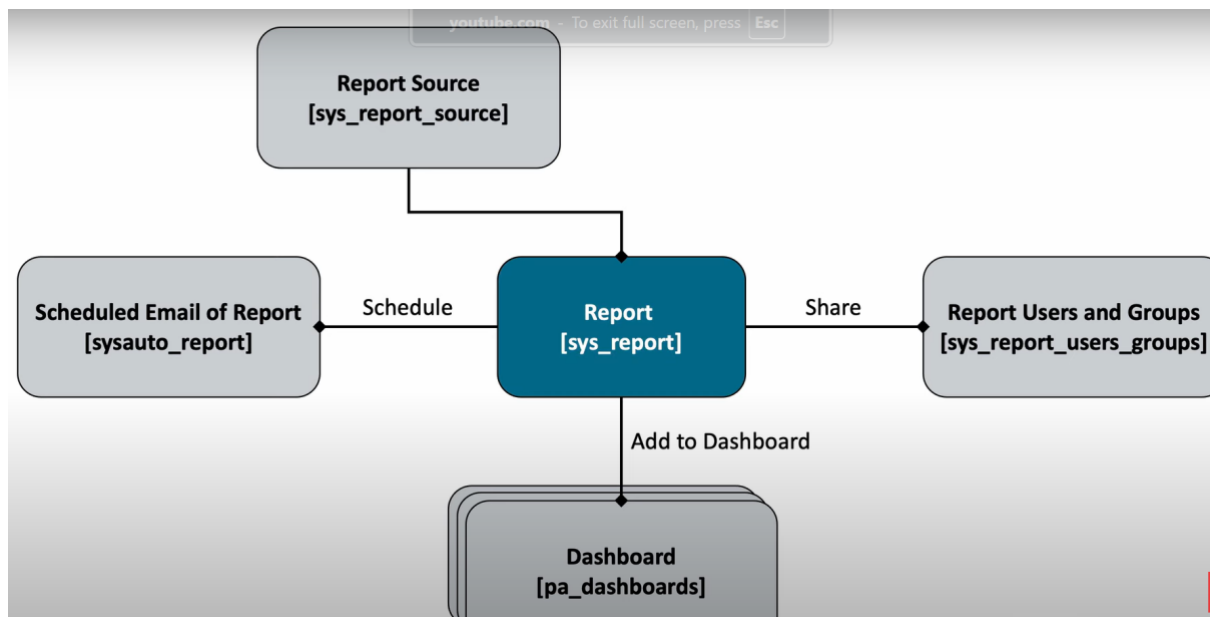 youtube.com - To exit full screen, press Esc
Report Source
[sys_report_source]
Scheduled Email of Report
[sysauto_report]
Schedule
Report
[sys_report]
Share
Report Users and Groups
[sys_report_users_groups]
Add to Dashboard
Dashboard
[pa_dashboards]